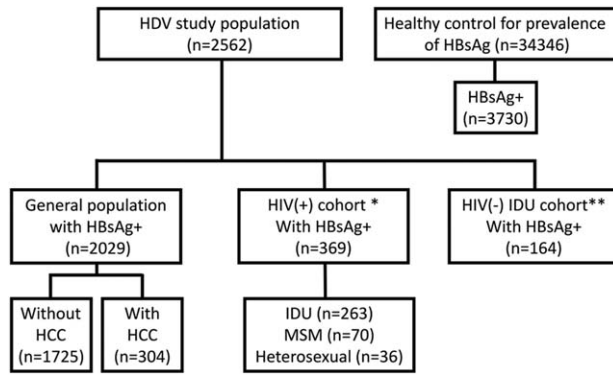 HDV study population
(n=2562)
Healthy control for prevalence
of HBsAg (n=34346)
HBsAg+
(n=3730)
General population
with HBsAg+
(n=2029)
HIV(+) cohort *
With HBsAg+
(n=369)
HIV(-) IDU cohort**
With HBsAg+
(n=164)
Without
HCC
(n=1725)
With
HCC
(n=304)
IDU (n=263)
MSM (n=70)
Heterosexual (n=36)